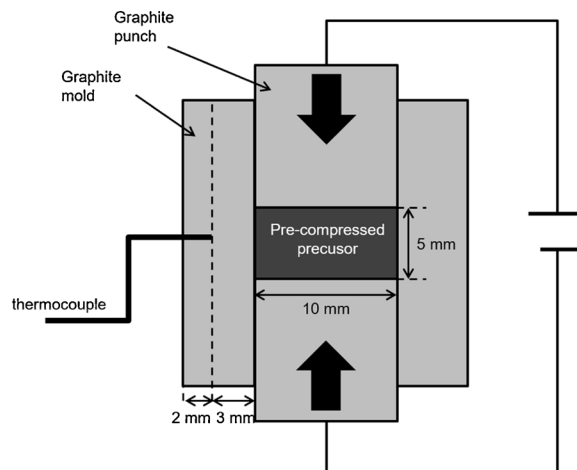 Graphite
punch
Graphite
mold
Pre-compressed
precusor
5 mm
10 mm
thermocouple
2 mm
3 mm